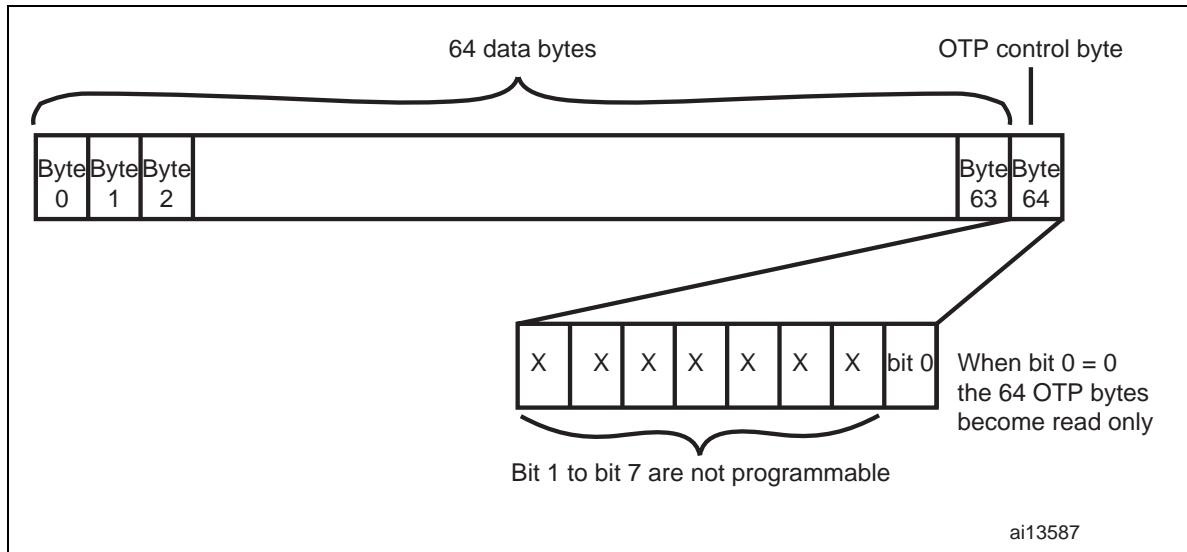 64 data bytes
OTP control byte
Byte 0
Byte 1
Byte 2
Byte 63
Byte 64
X X X X X X X bit 0
When bit 0 = 0
the 64 OTP bytes
become read only
Bit 1 to bit 7 are not programmable
ai13587